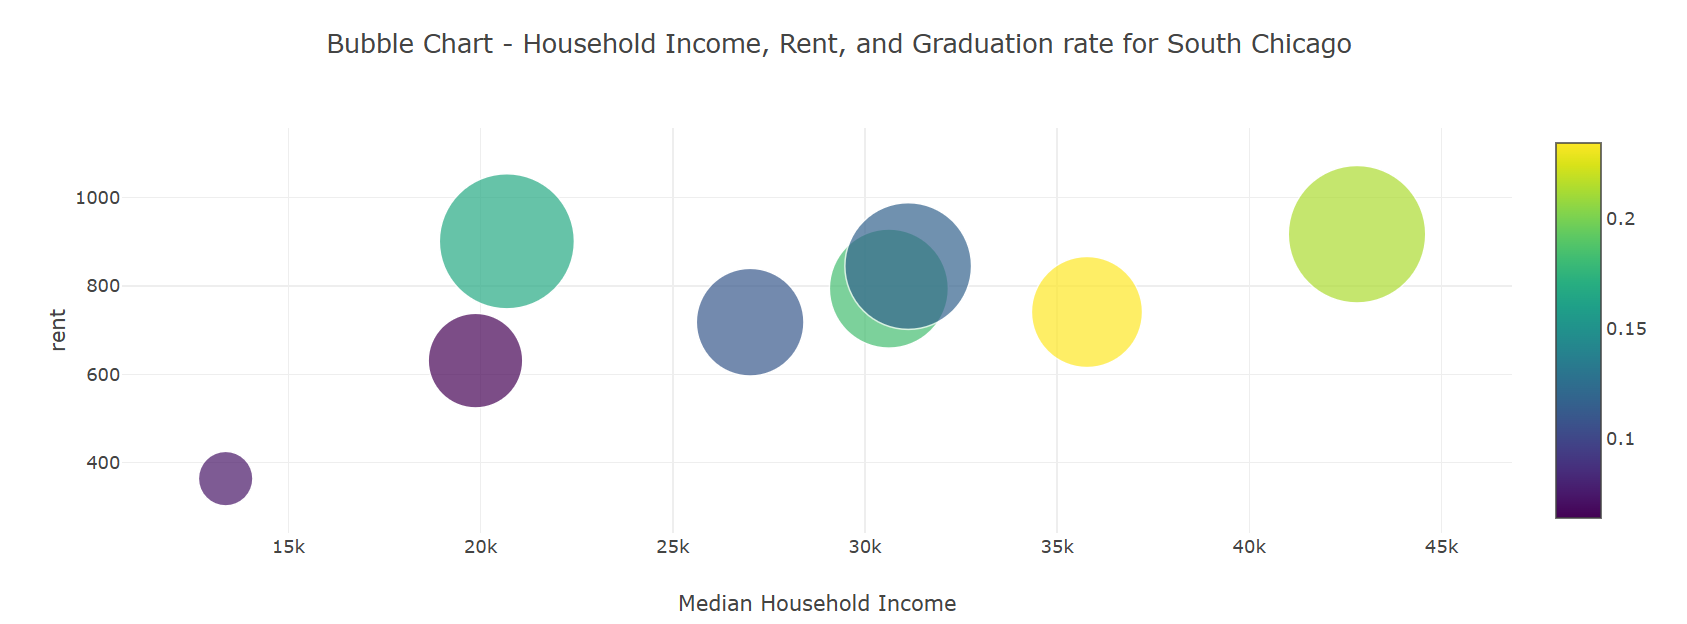 Bubble Chart - Household Income, Rent, and Graduation rate for South Chicago
1000
800
600
400
rent
15k
20k
25k
30k
35k
40k
45k
Median Household Income
0.2
0.15
0.1